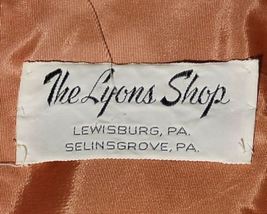 The Lyons Shop
LEWISBURG, PA.
SELINSGROVE, PA.